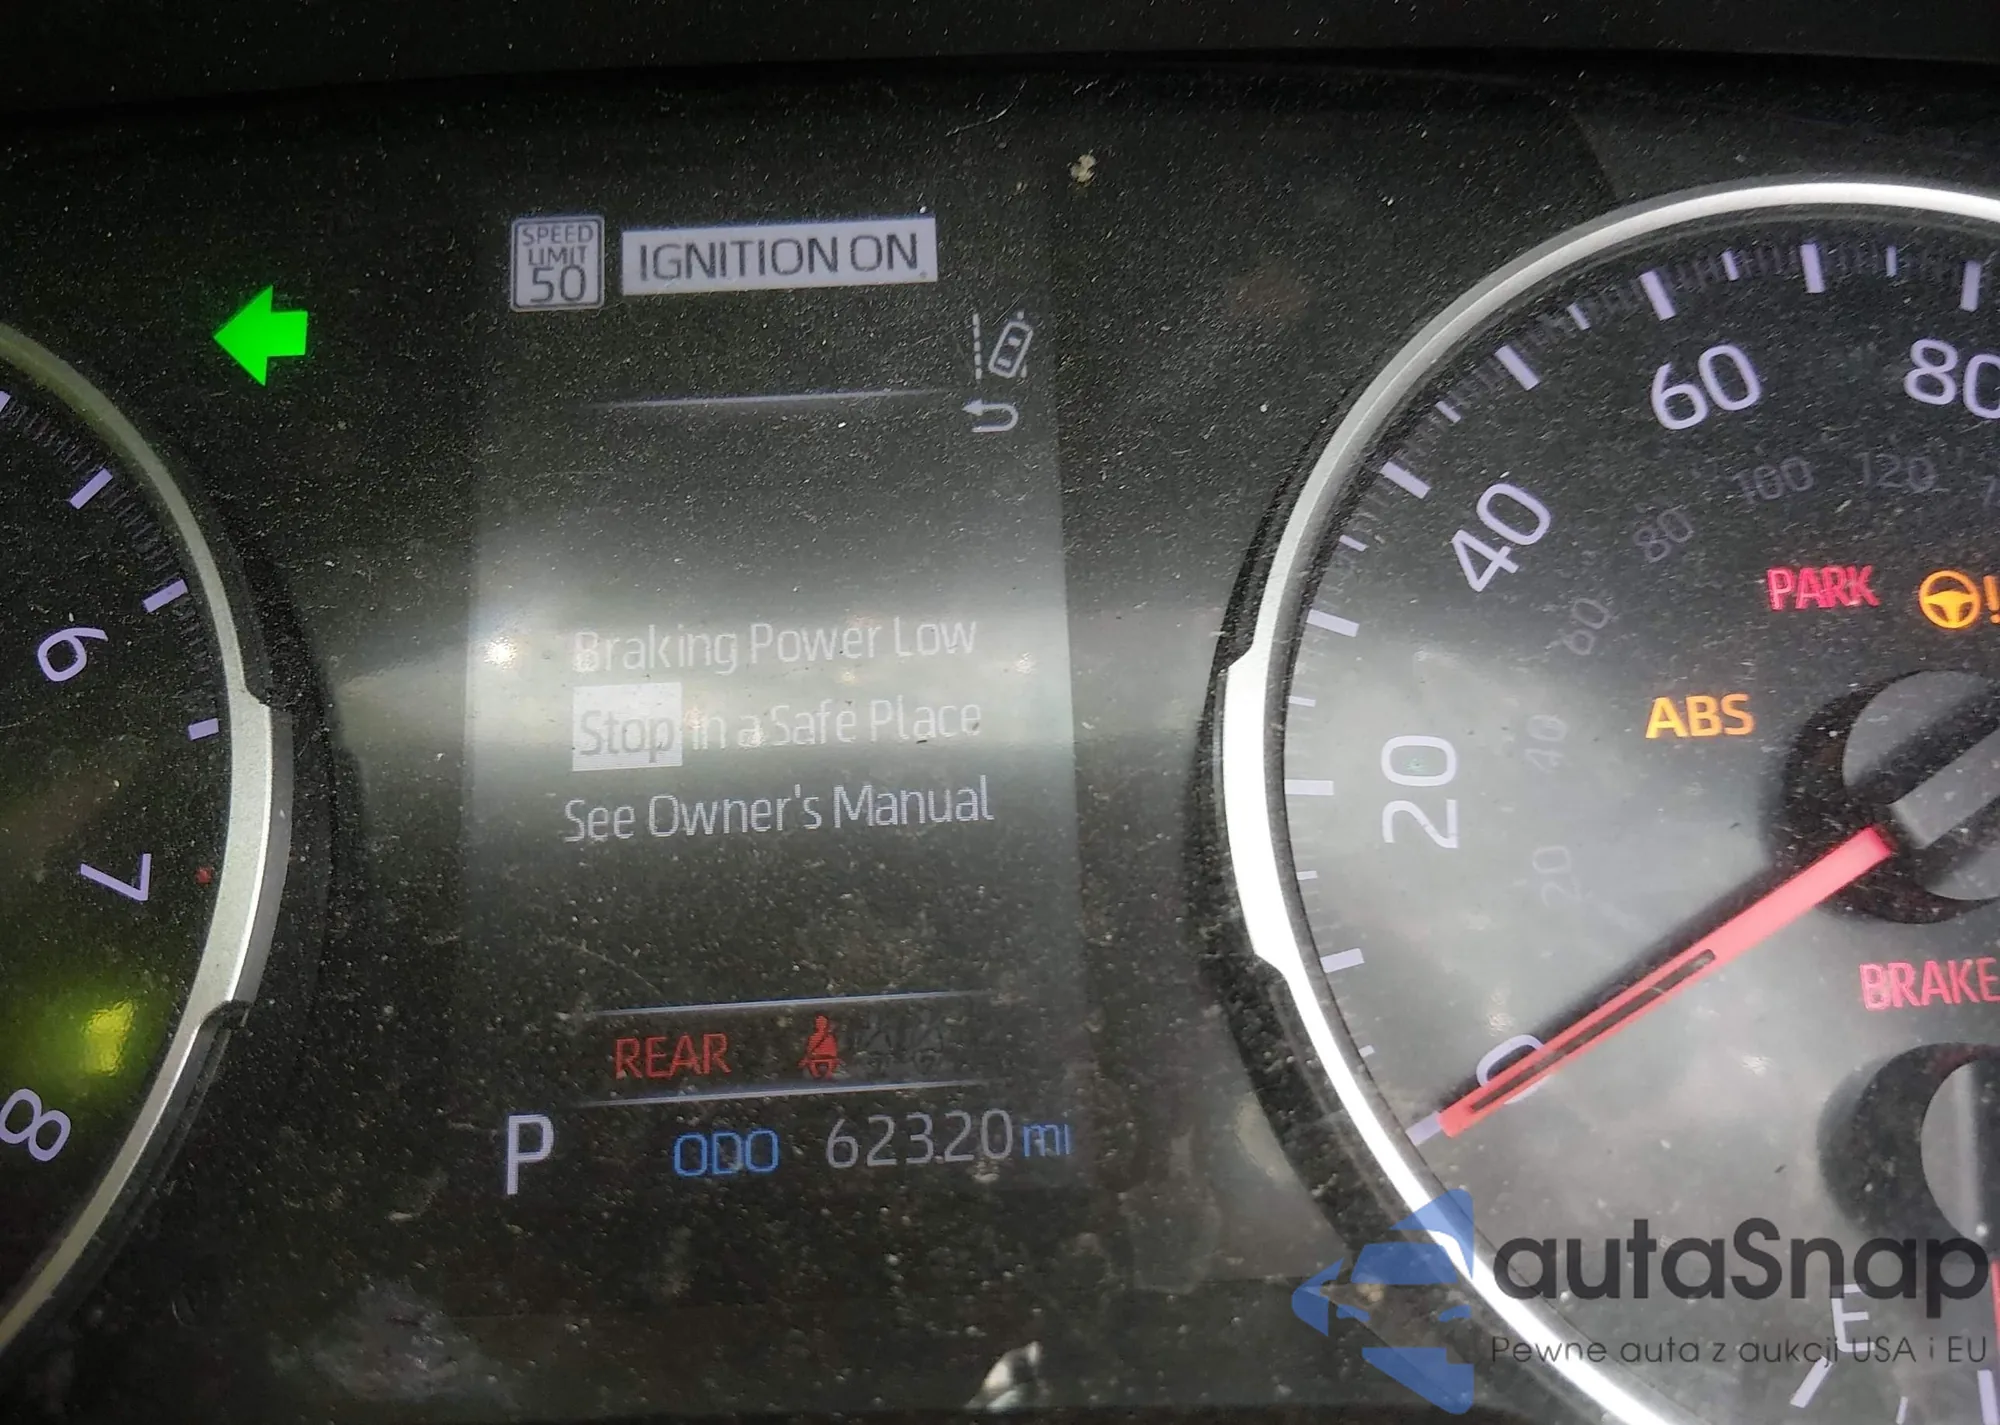 SPEED
LIMIT
50
IGNITION ON
Braking Power Low
Stop in a Safe Place
See Owner's Manual
REAR
P
ODO 62320 mi
6
7
8
0
20
40
60
80
20
40
60
80
100
120
PARK
!
ABS
BRAKE
E
autaSnap
Pewne auta z aukcji USA i EU